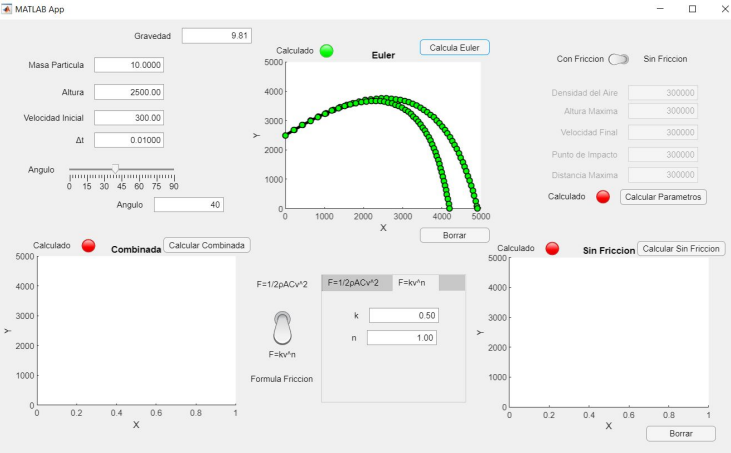 MATLAB App
Gravedad 9.81
Masa Particula 10.0000
Altura 2500.00
Velocidad Inicial 300.00
Δt 0.01000
Angulo
0 15 30 45 60 75 90
Angulo 40
Calculado
Euler
Calcula Euler
5000
4000
3000
2000
1000
0
Y
0 1000 2000 3000 4000 5000
X
Borrar
Con Friccion Sin Friccion
Densidad del Aire 300000
Altura Maxima 300000
Velocidad Final 300000
Punto de Impacto 300000
Distancia Maxima 300000
Calculado Calcular Parametros
Calculado
Combinada
Calcular Combinada
5000
4000
3000
2000
1000
0
Y
0 0.2 0.4 0.6 0.8 1
X
F=1/2ρACv^2
F=kv^n
Formula Friccion
F=1/2ρACv^2 F=kv^n
k 0.50
n 1.00
Calculado
Sin Friccion
Calcular Sin Friccion
5000
4000
3000
2000
1000
0
Y
0 0.2 0.4 0.6 0.8 1
X
Borrar